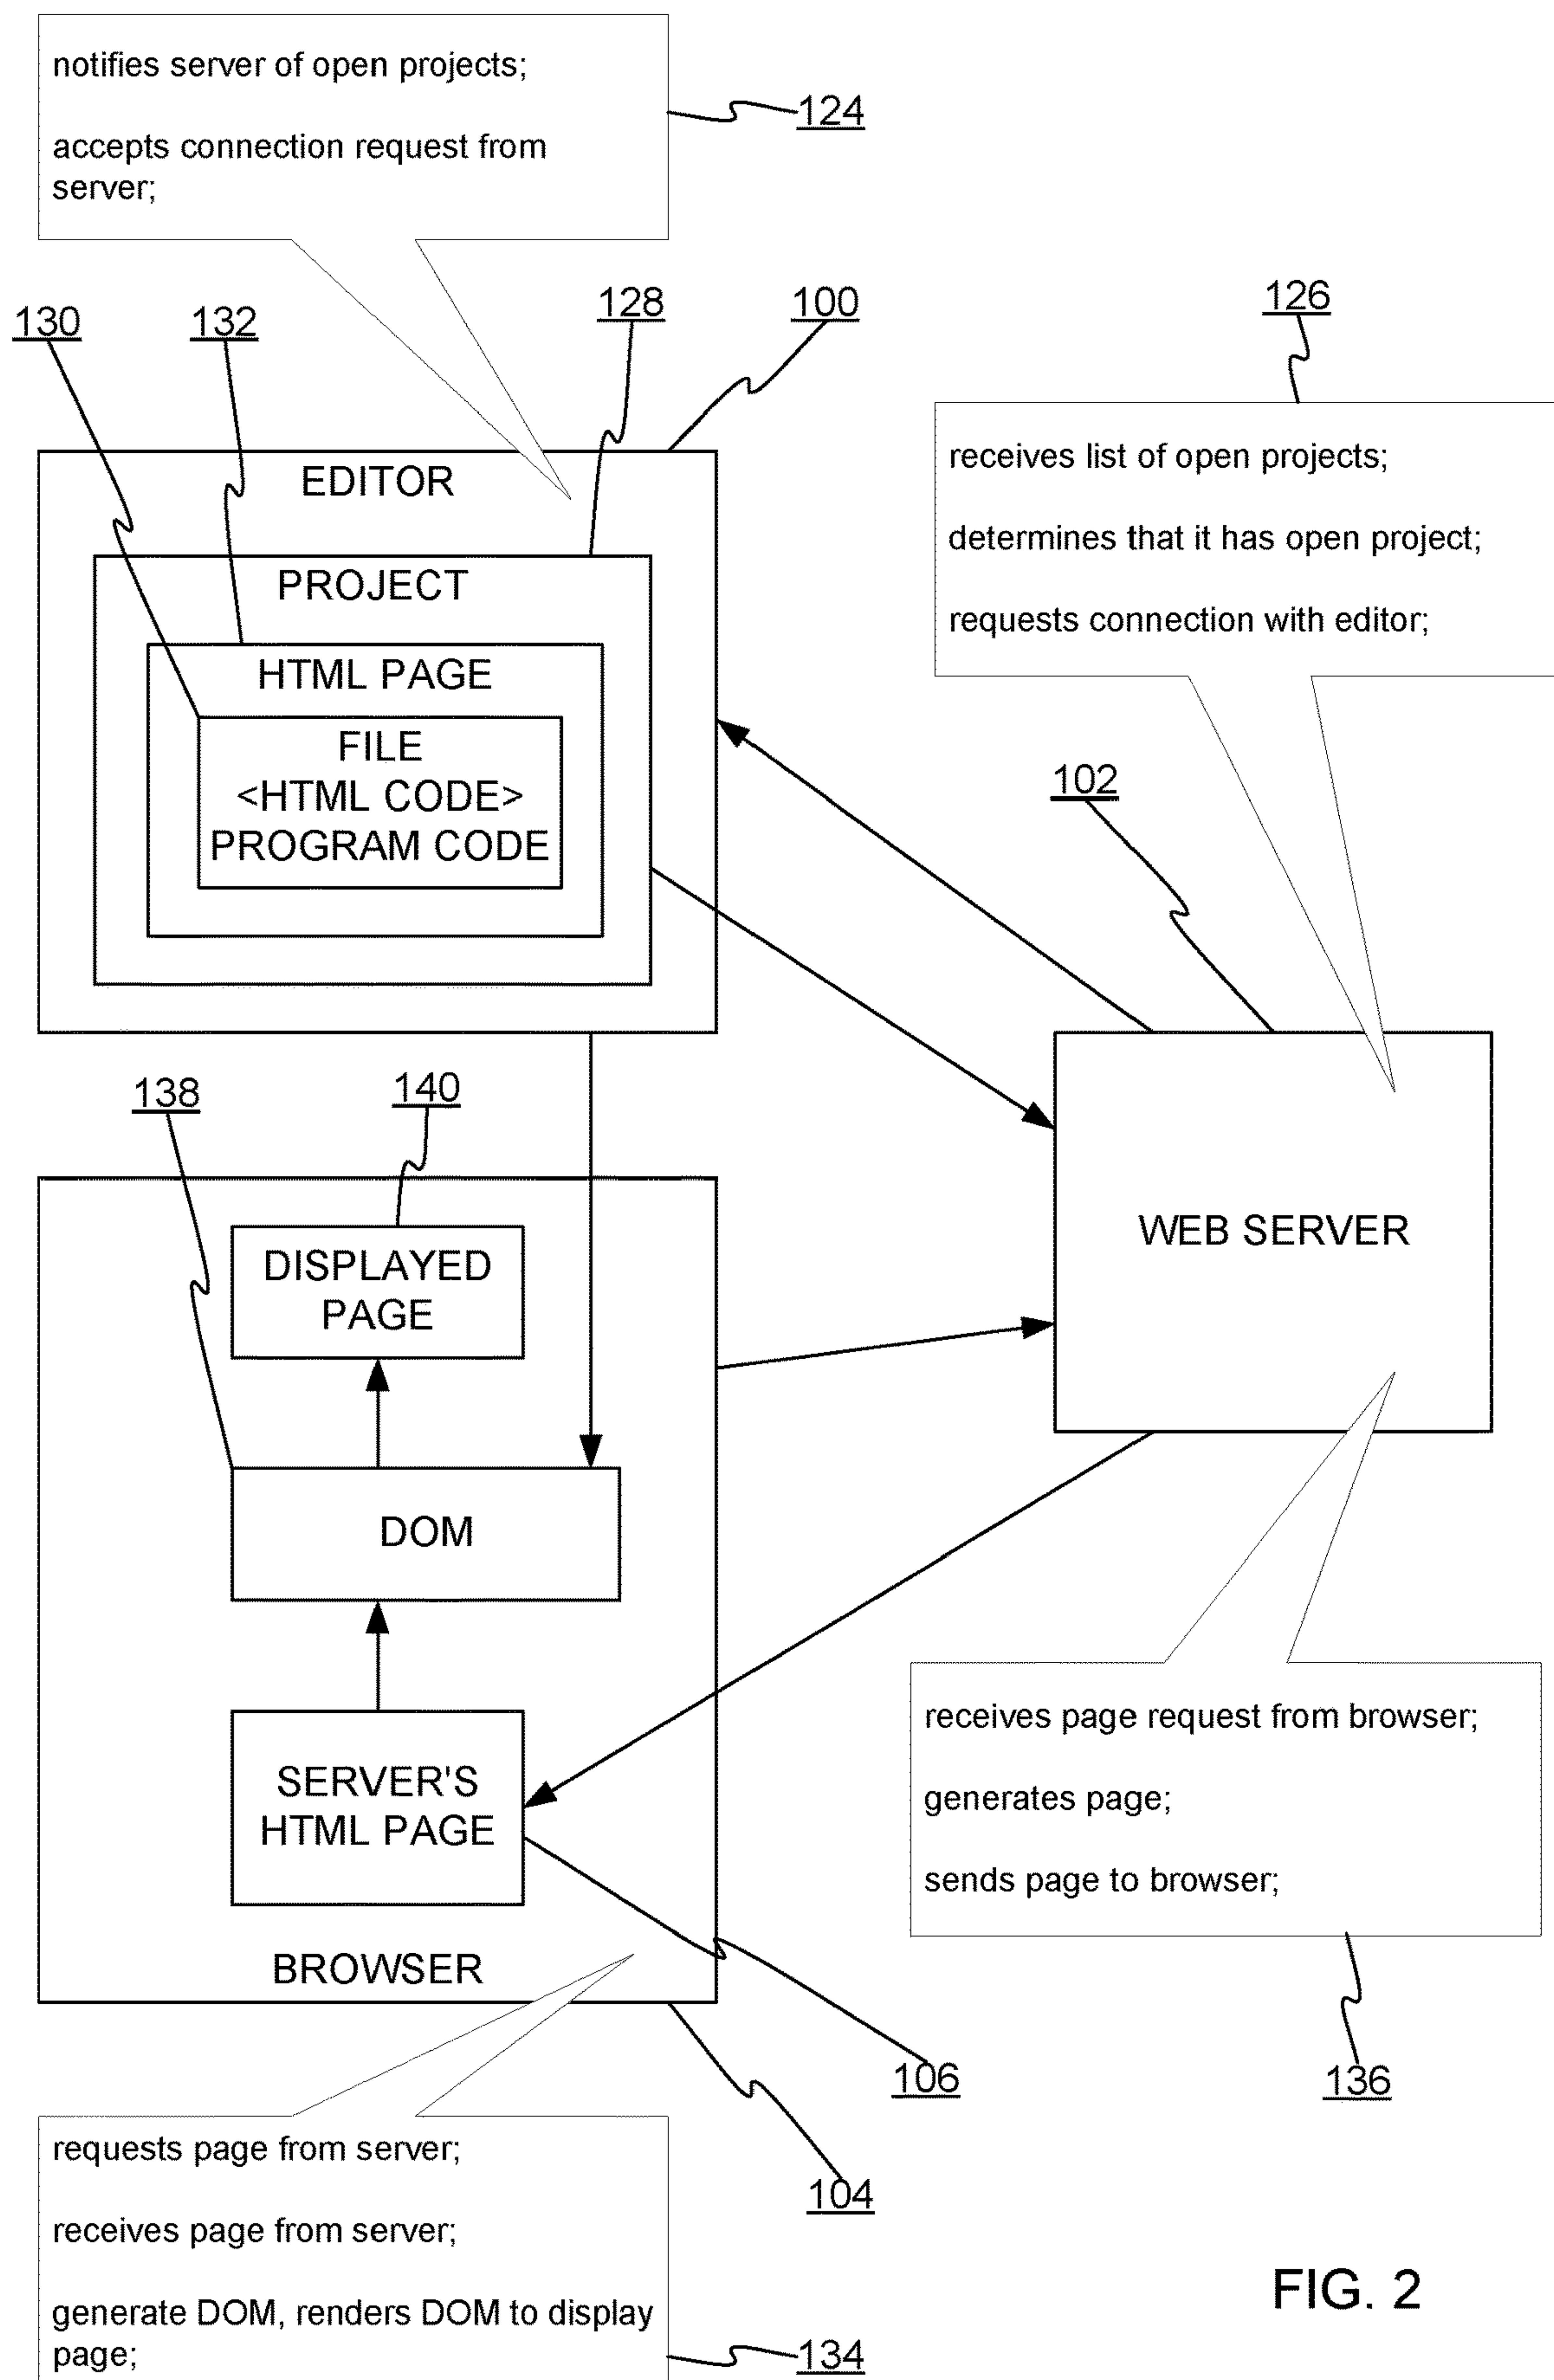 notifies server of open projects;
accepts connection request from
server;
124
130
132
128
100
126
EDITOR
PROJECT
HTML PAGE
FILE
<HTML CODE>
PROGRAM CODE
receives list of open projects;
determines that it has open project;
requests connection with editor;
102
138
140
DISPLAYED
PAGE
DOM
SERVER'S
HTML PAGE
BROWSER
WEB SERVER
receives page request from browser;
generates page;
sends page to browser;
106
136
104
requests page from server;
receives page from server;
generate DOM, renders DOM to display
page;
134
FIG. 2